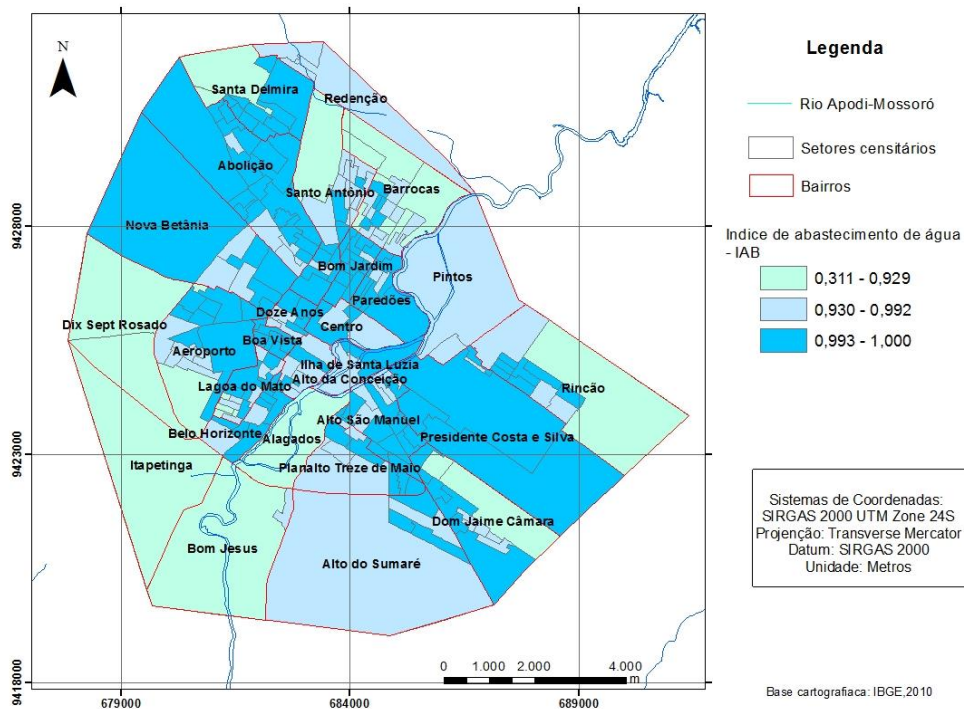 N
Santa Delmira
Redenção
Abolição
Santo Antônio
Barrocas
Nova Betânia
Bom Jardim
Pintos
Paredões
Doze Anos
Centro
Dix Sept Rosado
Aeroporto
Boa Vista
Ilha de Santa Luzia
Alto da Conceição
Lagoa do Mato
Rincão
Alto São Manuel
Belo Horizonte
Alagados
Presidente Costa e Silva
Itapetinga
Planalto Treze de Maio
Dom Jaime Câmara
Bom Jesus
Alto do Sumaré
9428000
9423000
9418000
679000
684000
689000
0 1.000 2.000 4.000
m
Legenda
Rio Apodi-Mossoró
Setores censitários
Bairros
Indice de abastecimento de água
- IAB
0,311 - 0,929
0,930 - 0,992
0,993 - 1,000
Sistemas de Coordenadas:
SIRGAS 2000 UTM Zone 24S
Projenção: Transverse Mercator
Datum: SIRGAS 2000
Unidade: Metros
Base cartografiaca: IBGE,2010